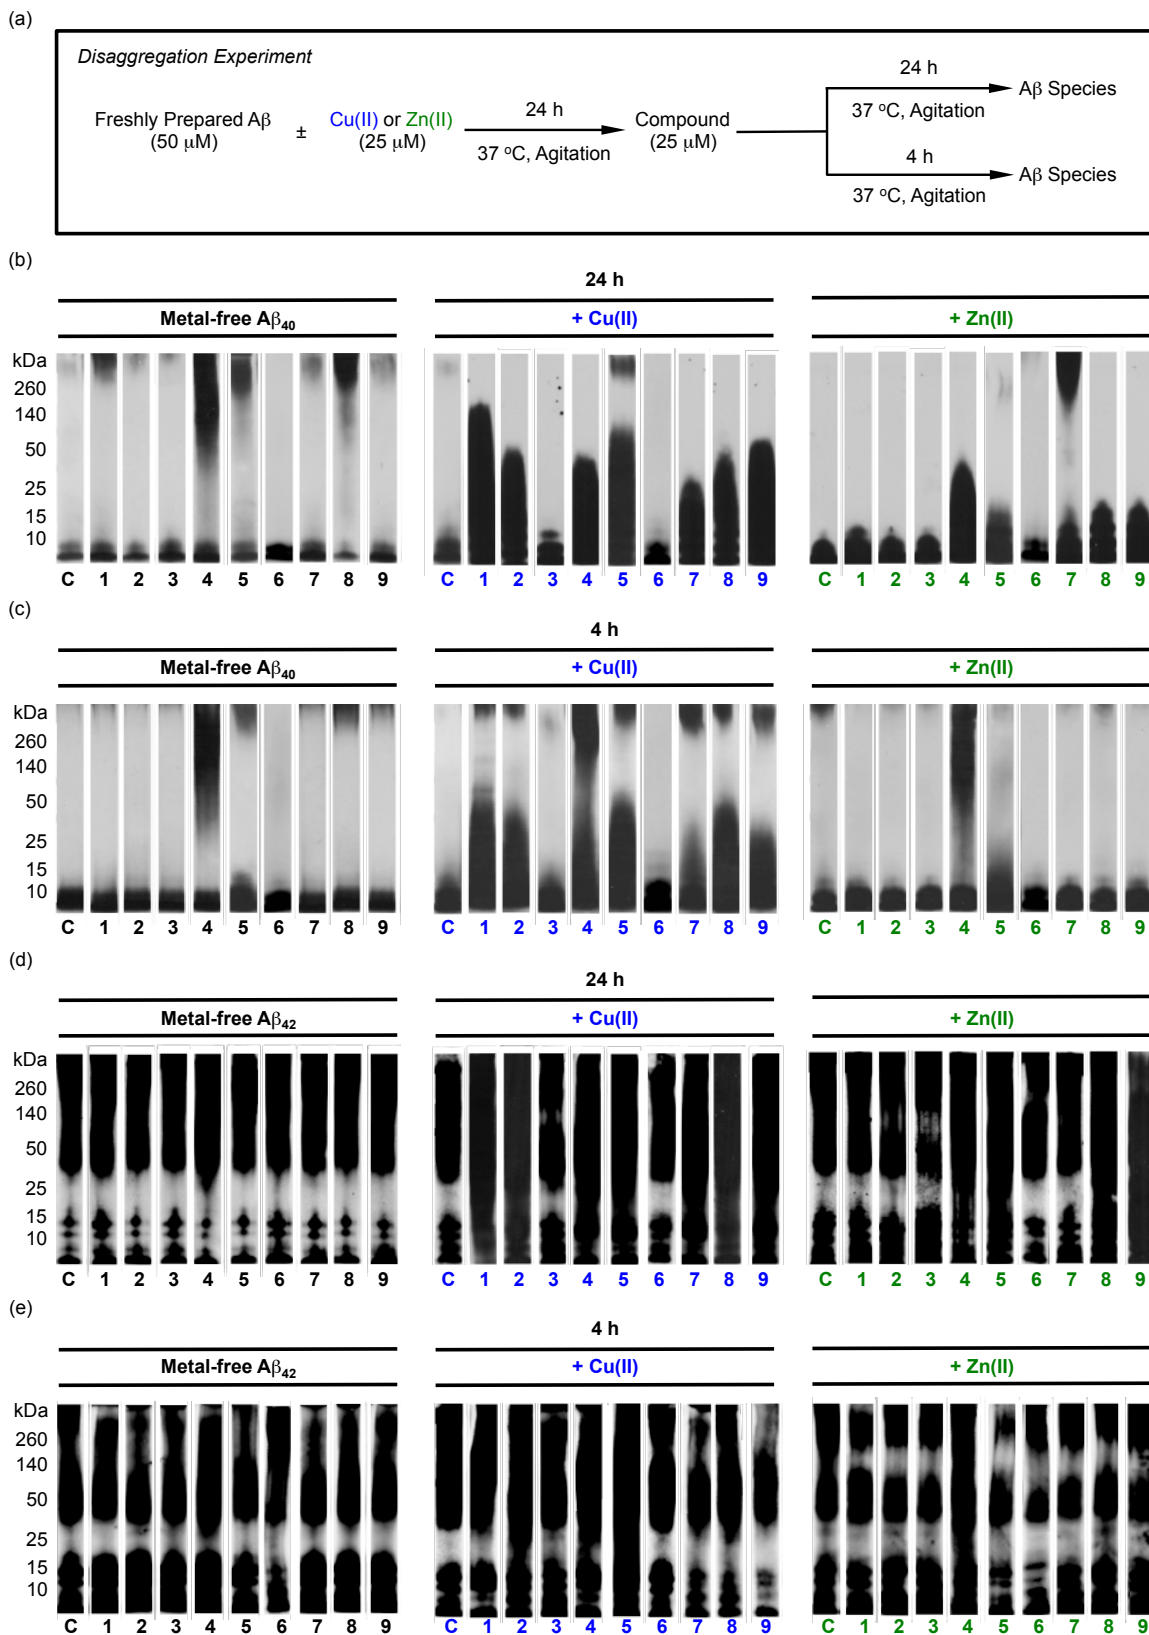 (a)
Disaggregation Experiment
Freshly Prepared Aβ
(50 μM)
±
Cu(II) or Zn(II)
(25 μM)
24 h
37 °C, Agitation
Compound
(25 μM)
24 h
37 °C, Agitation
Aβ Species
4 h
37 °C, Agitation
Aβ Species
(b)
24 h
Metal-free Aβ40
+ Cu(II)
+ Zn(II)
kDa
260
140
50
25
15
10
C 1 2 3 4 5 6 7 8 9
C 1 2 3 4 5 6 7 8 9
C 1 2 3 4 5 6 7 8 9
(c)
4 h
Metal-free Aβ40
+ Cu(II)
+ Zn(II)
kDa
260
140
50
25
15
10
C 1 2 3 4 5 6 7 8 9
C 1 2 3 4 5 6 7 8 9
C 1 2 3 4 5 6 7 8 9
(d)
24 h
Metal-free Aβ42
+ Cu(II)
+ Zn(II)
kDa
260
140
50
25
15
10
C 1 2 3 4 5 6 7 8 9
C 1 2 3 4 5 6 7 8 9
C 1 2 3 4 5 6 7 8 9
(e)
4 h
Metal-free Aβ42
+ Cu(II)
+ Zn(II)
kDa
260
140
50
25
15
10
C 1 2 3 4 5 6 7 8 9
C 1 2 3 4 5 6 7 8 9
C 1 2 3 4 5 6 7 8 9